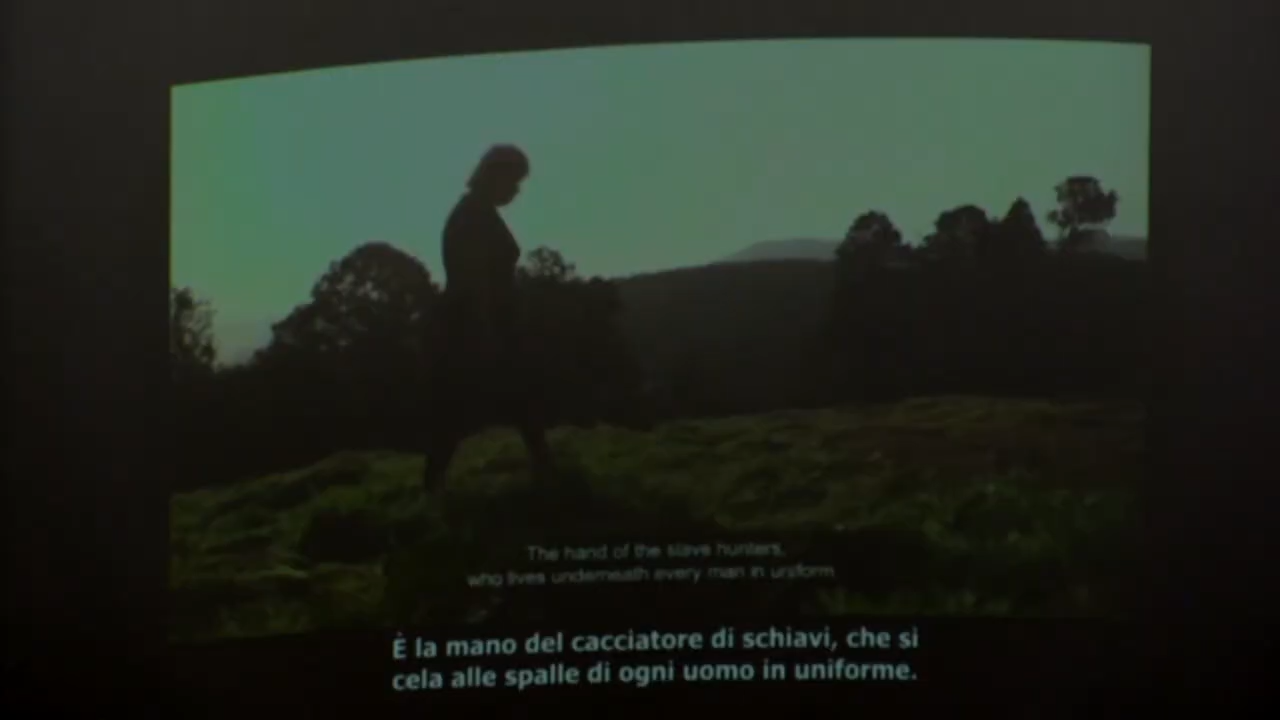 The hand of the slave hunters,
who lives underneath every man in uniform
È la mano del cacciatore di schiavi, che si
cela alle spalle di ogni uomo in uniforme.